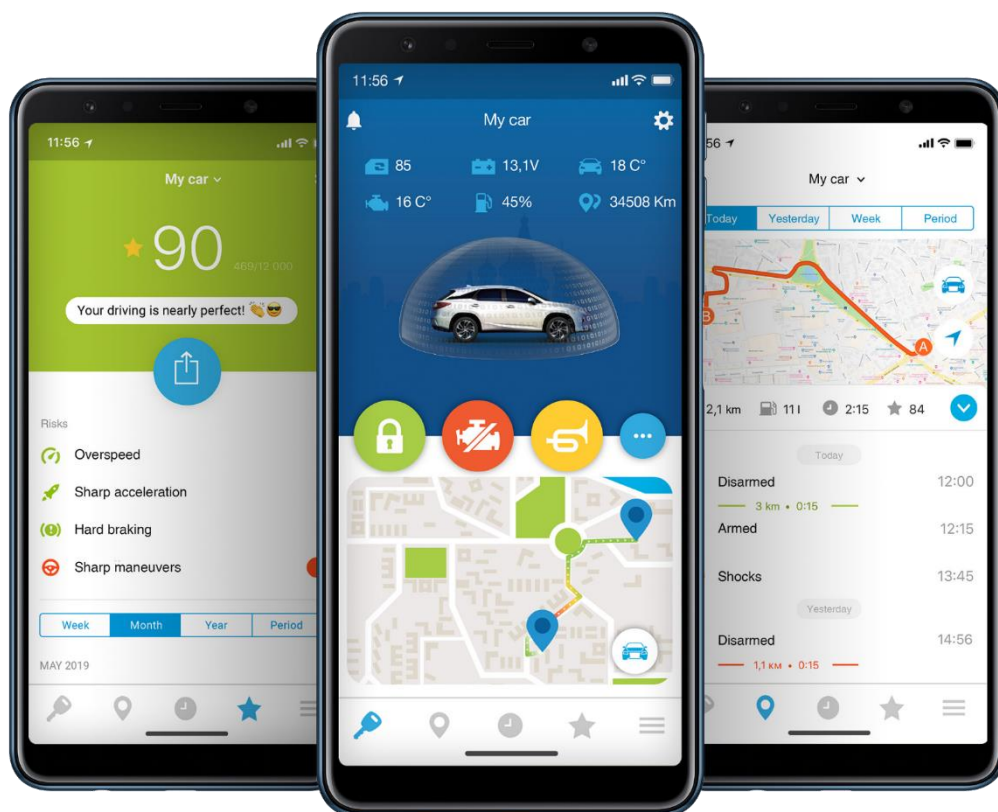 11:56
My car
90
469/12 000
Your driving is nearly perfect!
Risks
Overspeed
Sharp acceleration
Hard braking
Sharp maneuvers
Week Month Year Period
MAY 2019
11:56
My car
85 13,1V 18 C°
16 C° 45% 34508 Km
56
My car
Today Yesterday Week Period
B
A
2,1 km 11 l 2:15 84
Today
Disarmed 12:00
3 km • 0:15
Armed 12:15
Shocks 13:45
Yesterday
Disarmed 14:56
1,1 км • 0:15